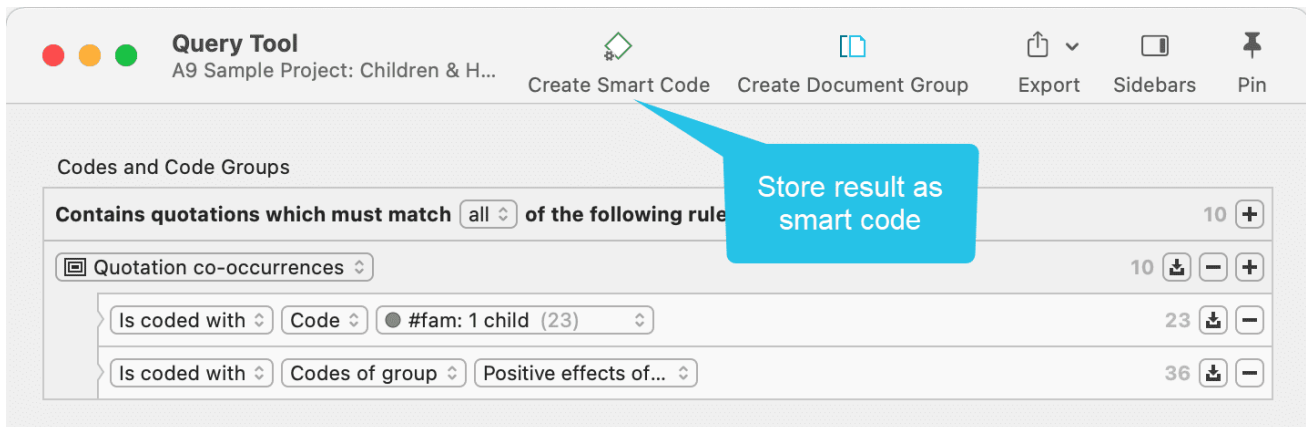 Query Tool
A9 Sample Project: Children & H...
Create Smart Code
Create Document Group
Export
Sidebars
Pin
Store result as
smart code
Codes and Code Groups
Contains quotations which must match all of the following rule 10
Quotation co-occurrences 10
Is coded with Code #fam: 1 child (23) 23
Is coded with Codes of group Positive effects of... 36